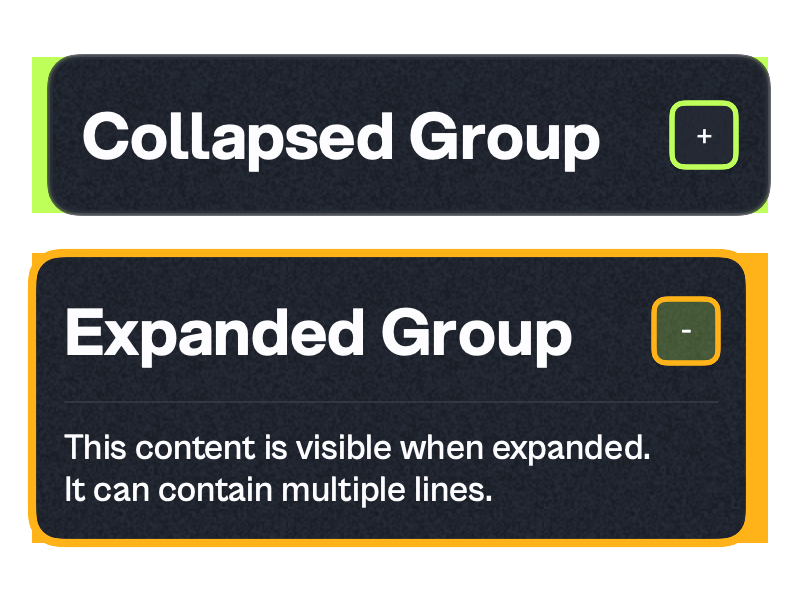 Collapsed Group
+
Expanded Group
-
This content is visible when expanded.
It can contain multiple lines.